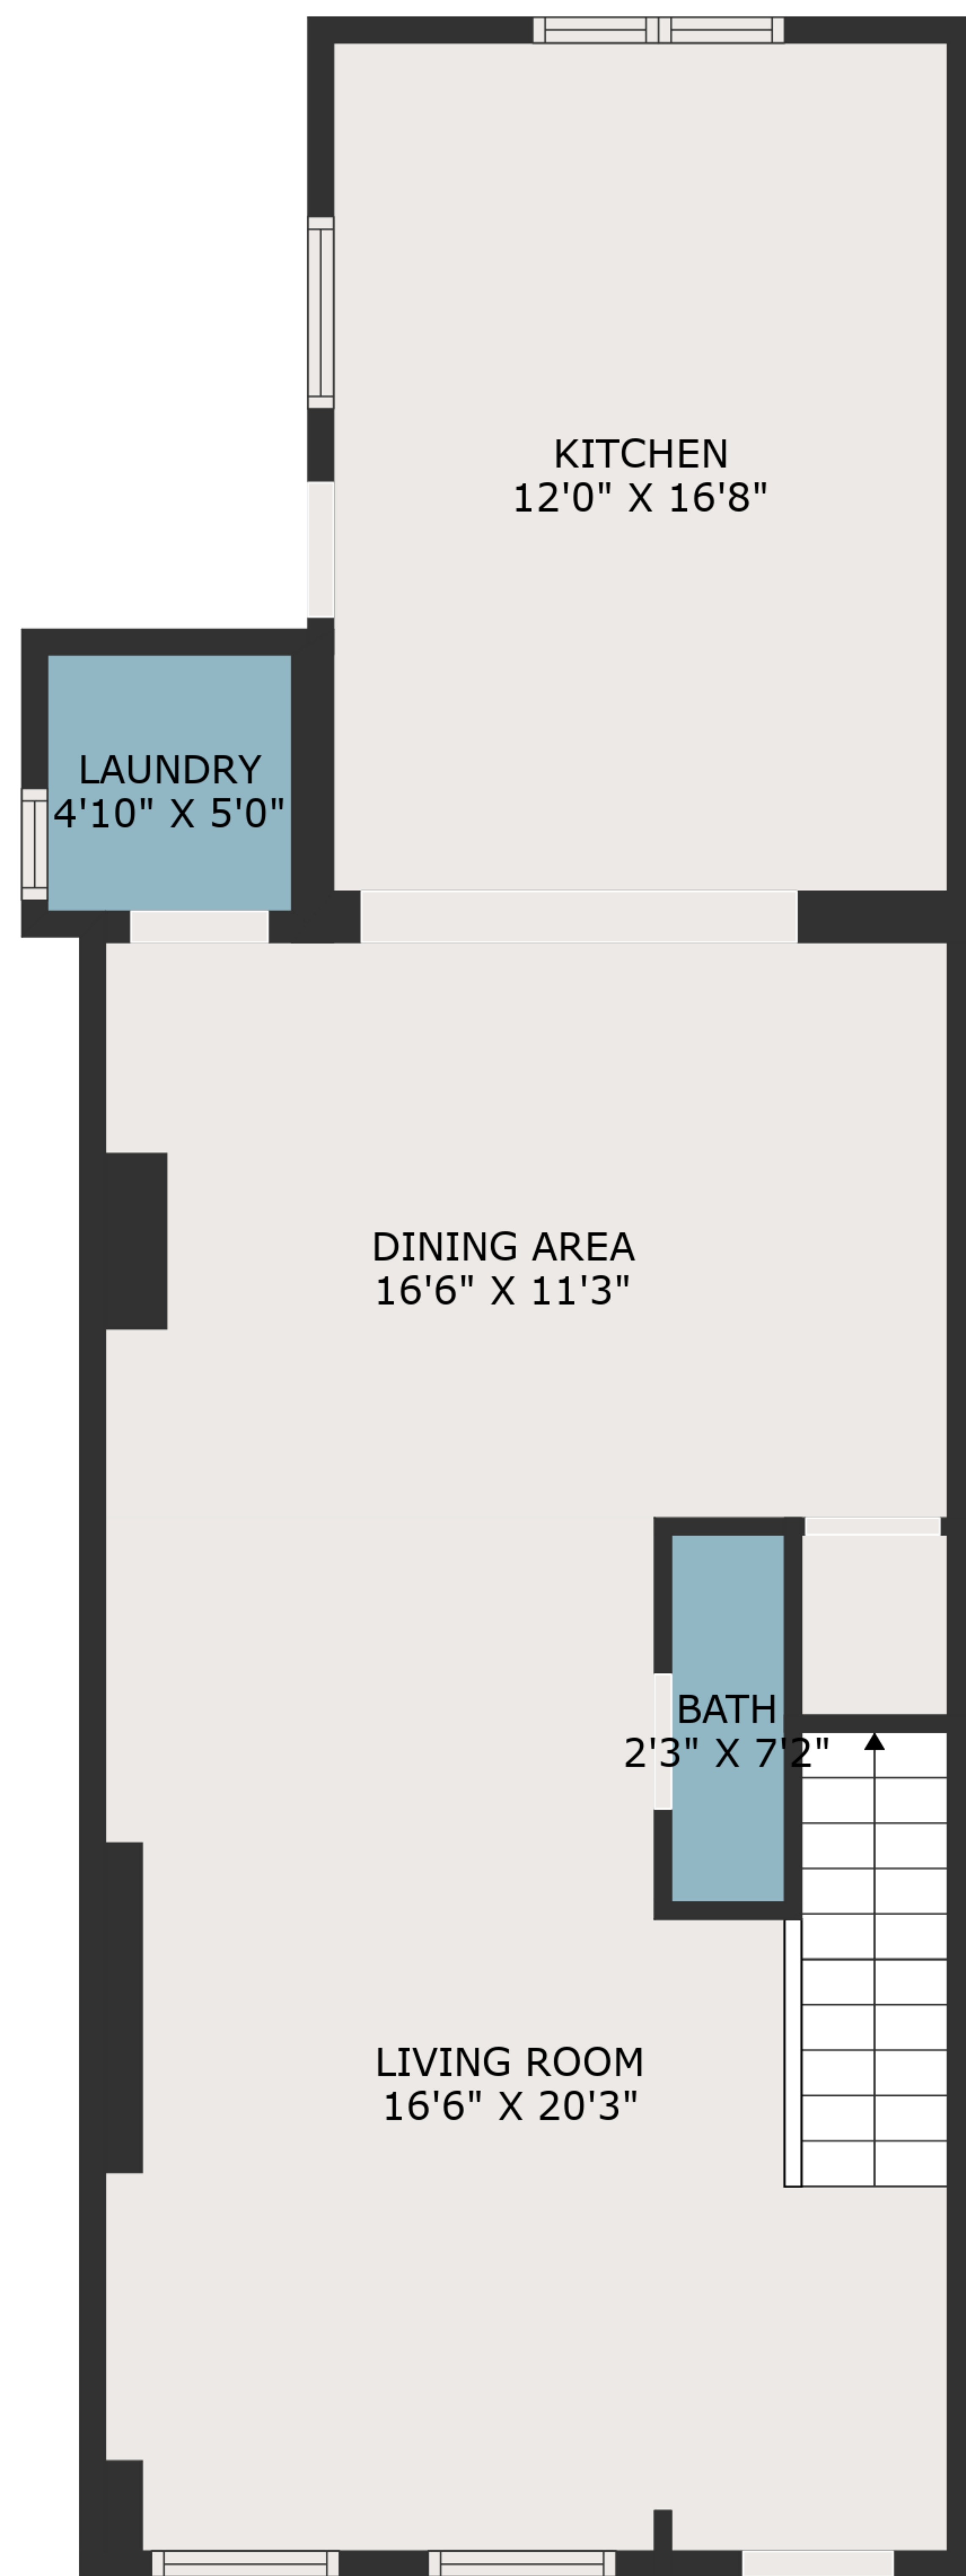 KITCHEN
12'0" X 16'8"
LAUNDRY
4'10" X 5'0"
DINING AREA
16'6" X 11'3"
BATH
2'3" X 7'2"
LIVING ROOM
16'6" X 20'3"